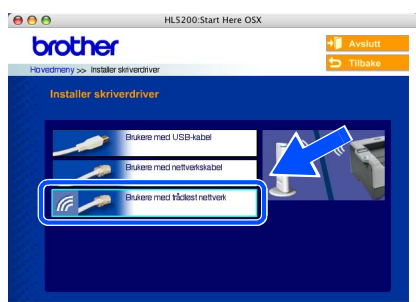 HL5200:Start Here OSX
brother
Avslutt
Tilbake
Hovedmeny >> Installer skriverdriver
Installer skriverdriver
Brukere med USB-kabel
Brukere med nettverkskabel
Brukere med trådløst nettverk